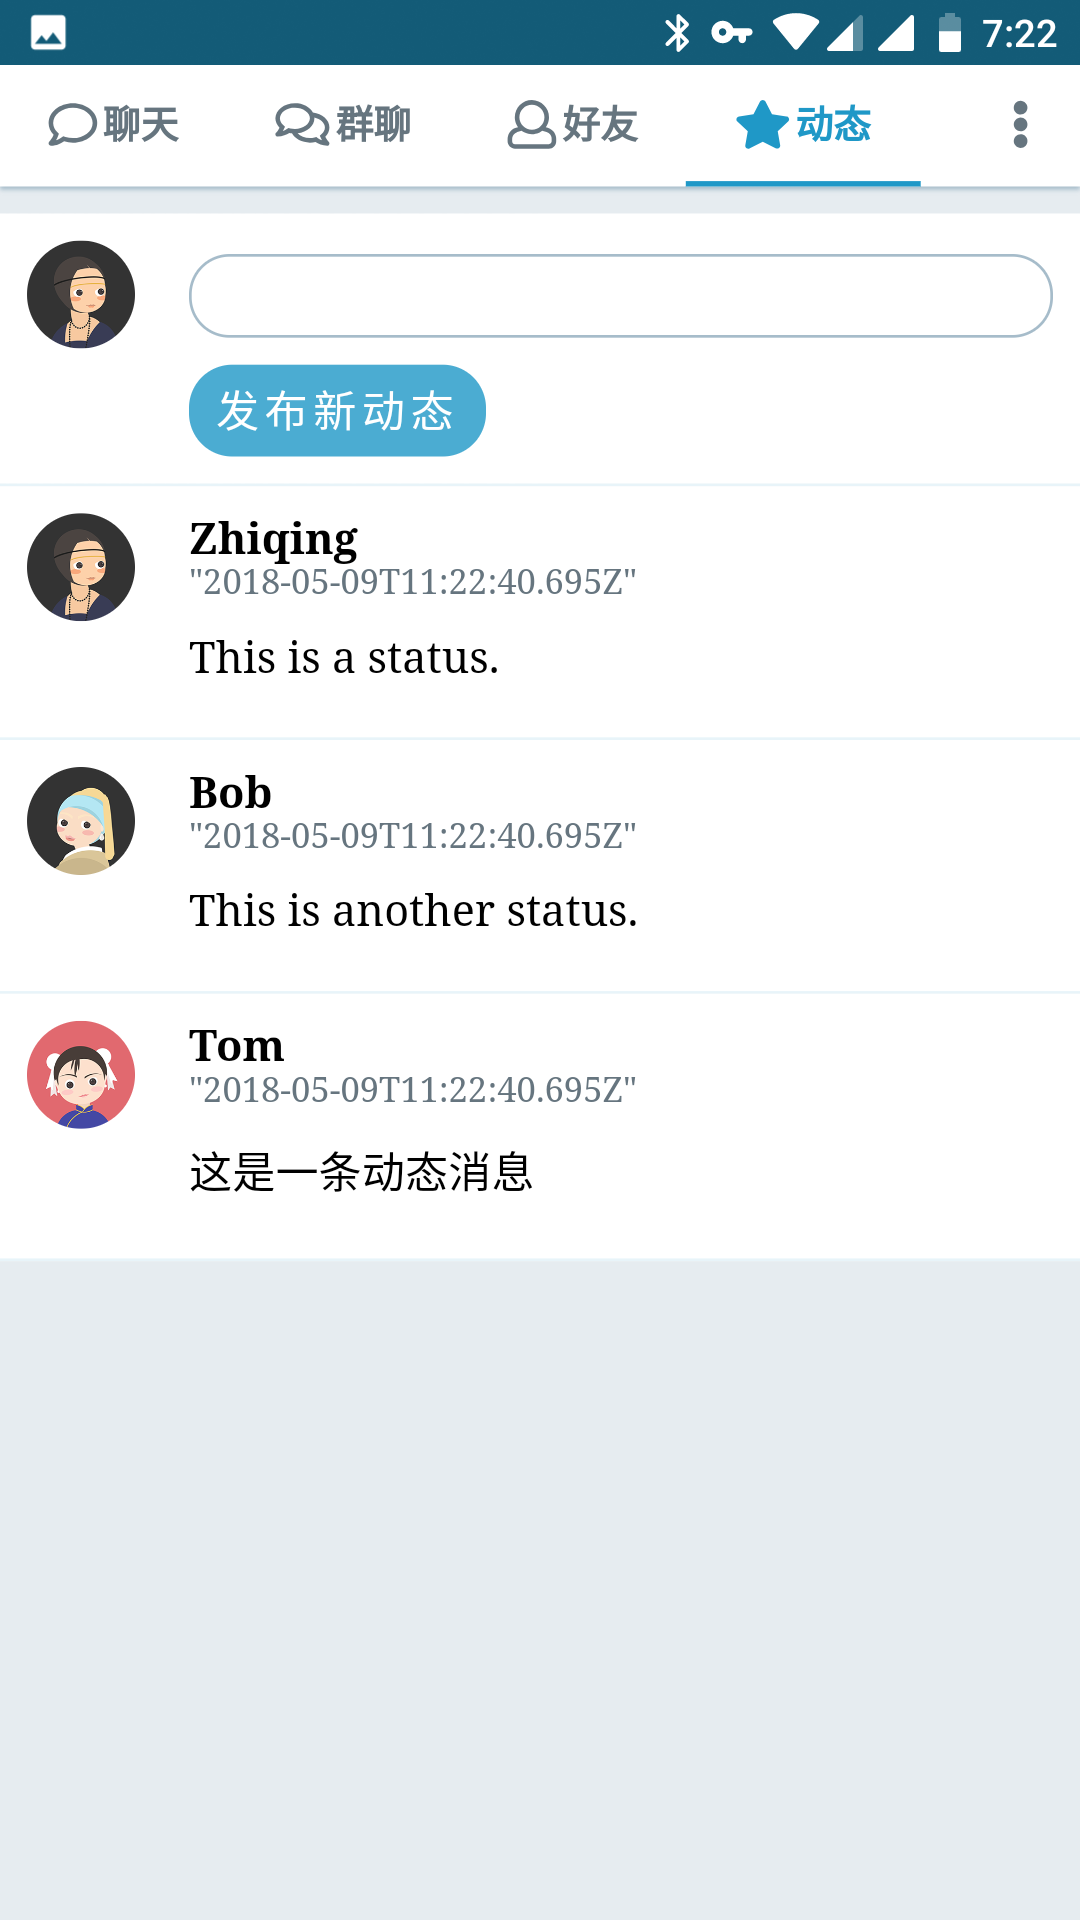 7:22
聊天 群聊 好友 动态
发布新动态
Zhiqing
"2018-05-09T11:22:40.695Z"
This is a status.
Bob
"2018-05-09T11:22:40.695Z"
This is another status.
Tom
"2018-05-09T11:22:40.695Z"
这是一条动态消息